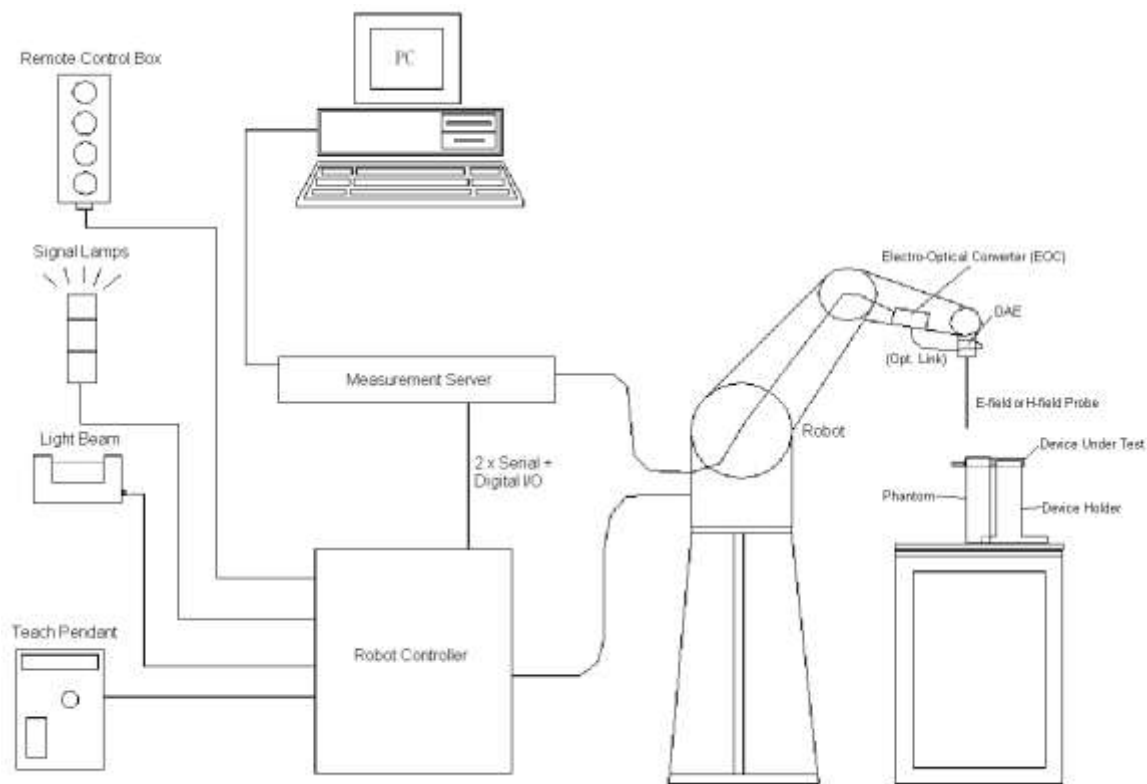 Remote Control Box
PC
Signal Lamps
Electro-Optical Converter (EOC)
DAE
(Opt. Link)
Measurement Server
E-field or H-field Probe
Light Beam
Robot
2 x Serial +
Digital I/O
Device Under Test
Phantom
Device Holder
Teach Pendant
Robot Controller